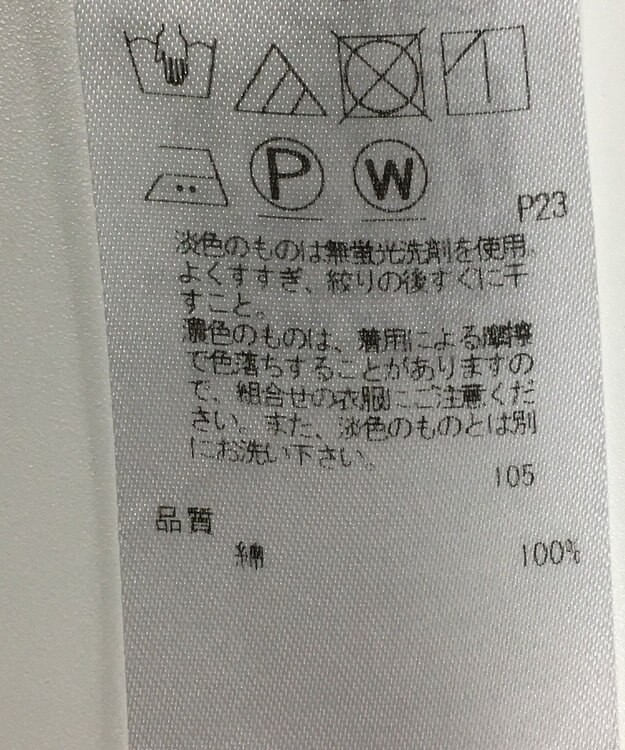 P
W
P23
淡色のものは無蛍光洗剤を使用。
よくすすぎ、絞りの後すぐに干
すこと。
濃色のものは、着用による摩擦
で色落ちすることがありますの
で、組合せの衣服にご注意くだ
さい。また、淡色のものとは別
にお洗い下さい。
105
品質
綿 100%